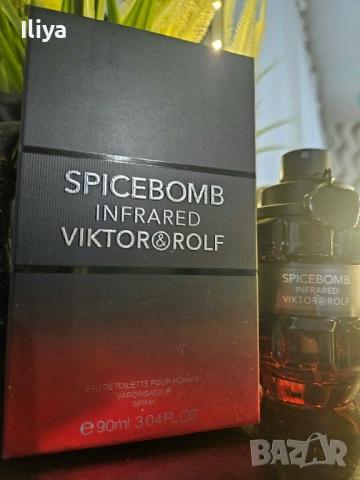 Iliya
SPICEBOMB
INFRARED
VIKTOR&ROLF
EAU DE TOILETTE POUR HOMME
VAPORISATEUR
SPRAY
e 90ml 3.04 FL.OZ
SPICEBOMB
INFRARED
VIKTOR&ROLF
BAZAR